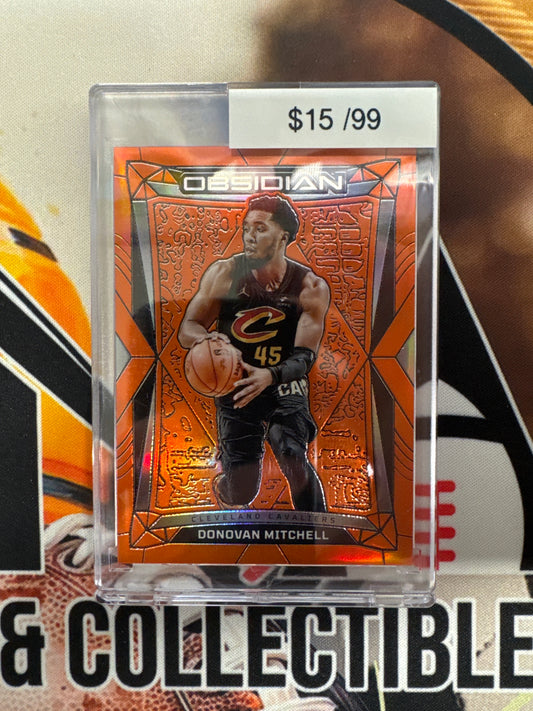 $15 /99
OBSIDIAN
C
45
CAV
CLEVELAND CAVALIERS
DONOVAN MITCHELL
& COLLECTIBLE